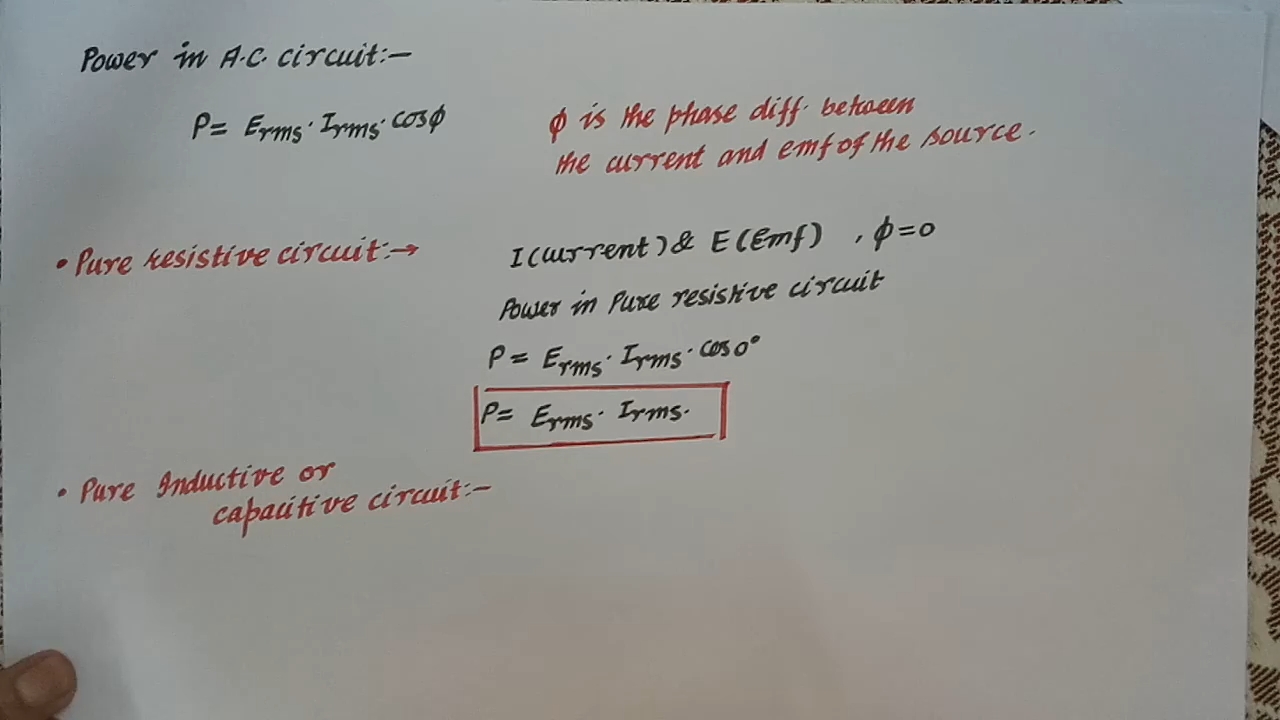 Power in A.C. circuit:-
P = Erms. Irms. cosϕ
ϕ is the phase diff. between
the current and emf of the source.
• Pure resistive circuit:→
I (current) & E (Emf) , ϕ=0
Power in Pure resistive circuit
P = Erms. Irms. cos0°
P = Erms. Irms.
• Pure Inductive or
capacitive circuit:-